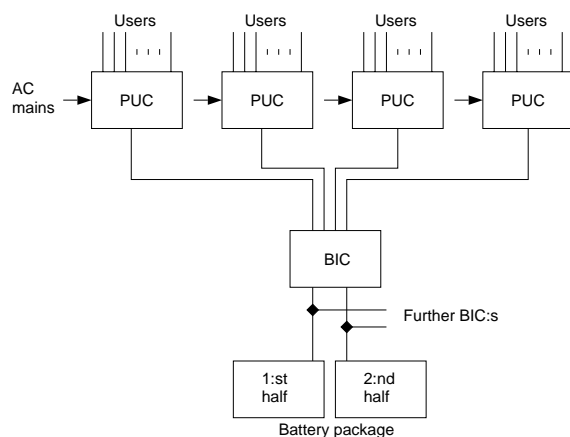 Users Users Users Users
AC
mains
PUC PUC PUC PUC
BIC
Further BIC:s
1:st
half
2:nd
half
Battery package